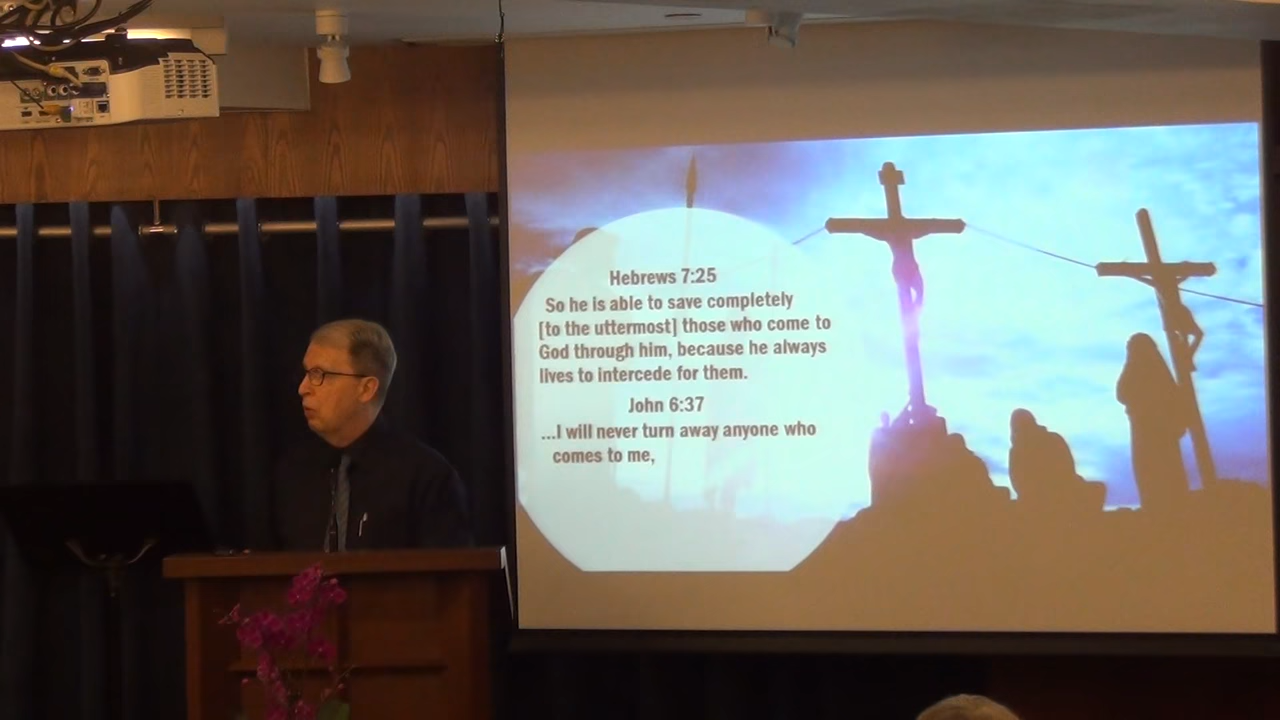 Hebrews 7:25
So he is able to save completely
[to the uttermost] those who come to
God through him, because he always
lives to intercede for them.
John 6:37
...I will never turn away anyone who
comes to me,